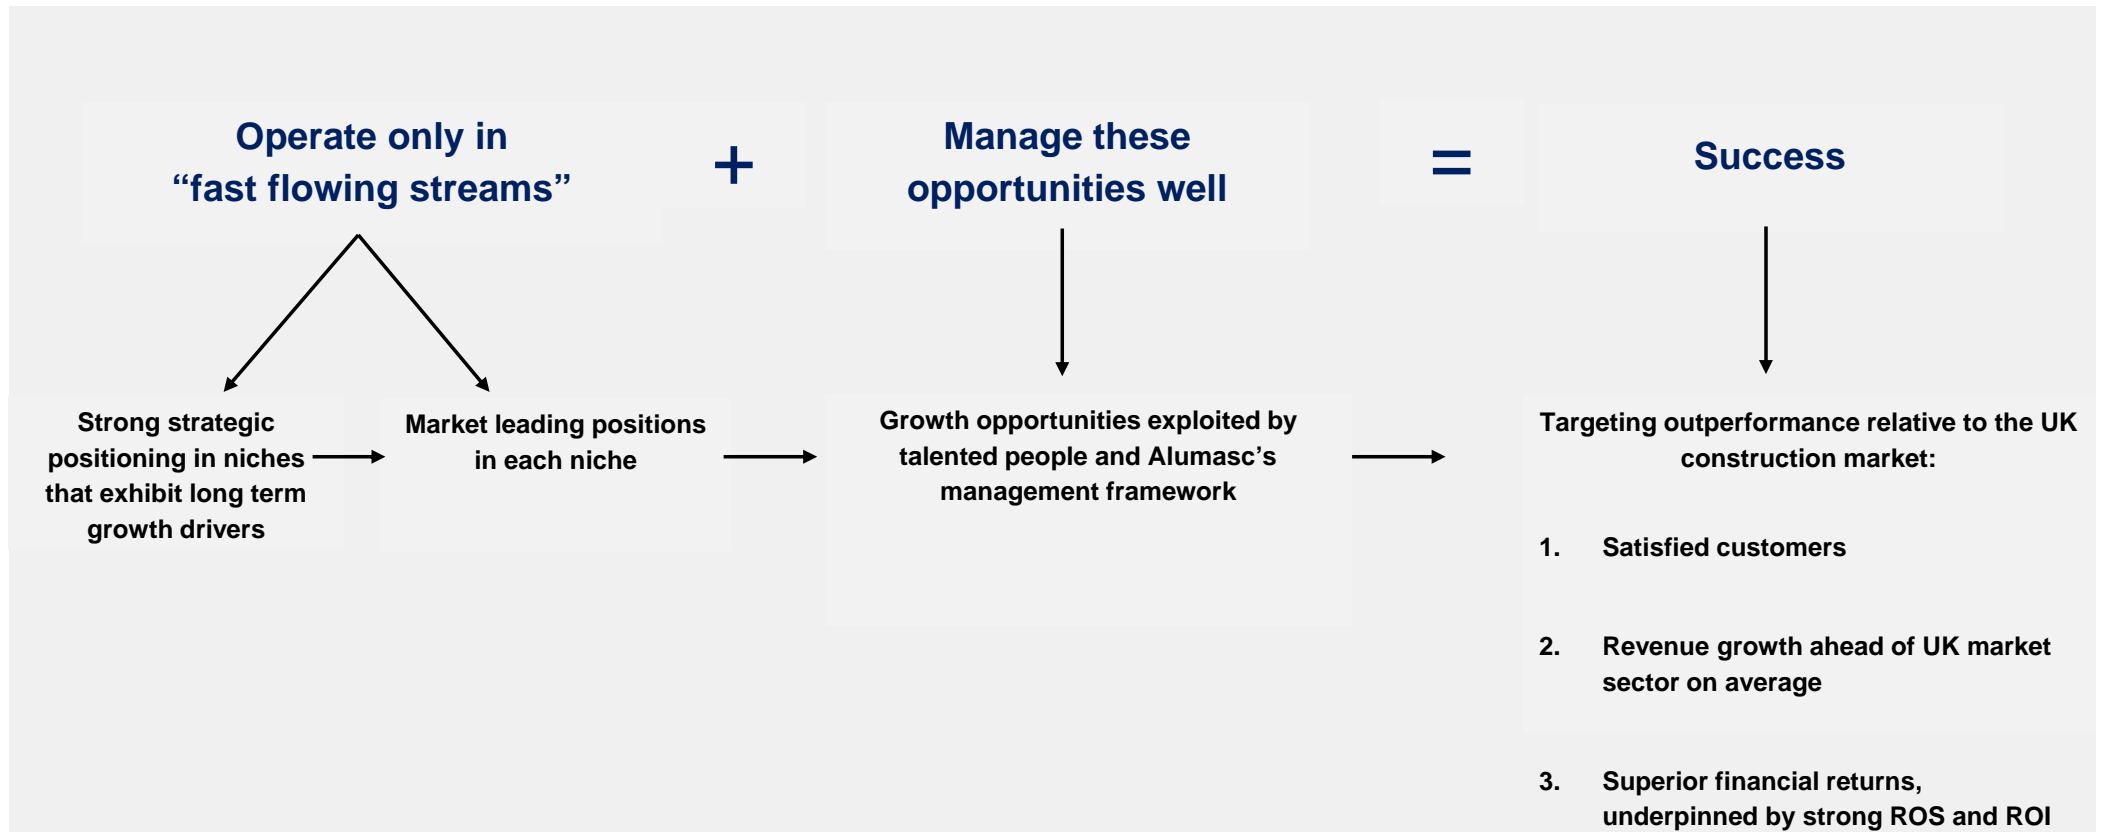 Operate only in
“fast flowing streams”
+
Manage these
opportunities well
=
Success
Strong strategic
positioning in niches
that exhibit long term
growth drivers
Market leading positions
in each niche
Growth opportunities exploited by
talented people and Alumasc’s
management framework
Targeting outperformance relative to the UK
construction market:
1. Satisfied customers
2. Revenue growth ahead of UK market
sector on average
3. Superior financial returns,
underpinned by strong ROS and ROI